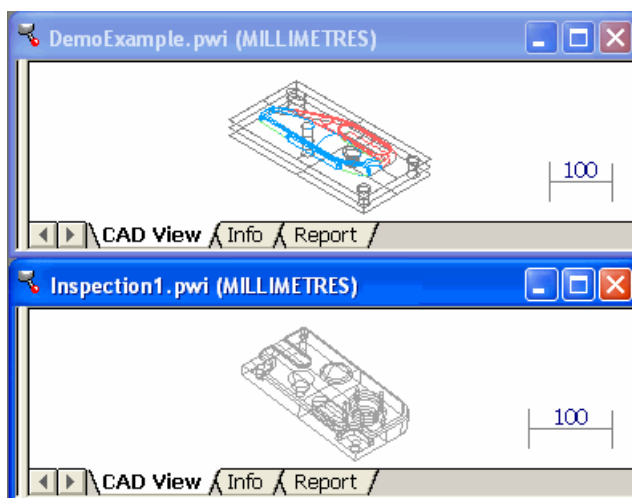 DemoExample.pwi (MILLIMETRES)
100
CAD View Info Report
Inspection1.pwi (MILLIMETRES)
100
CAD View Info Report